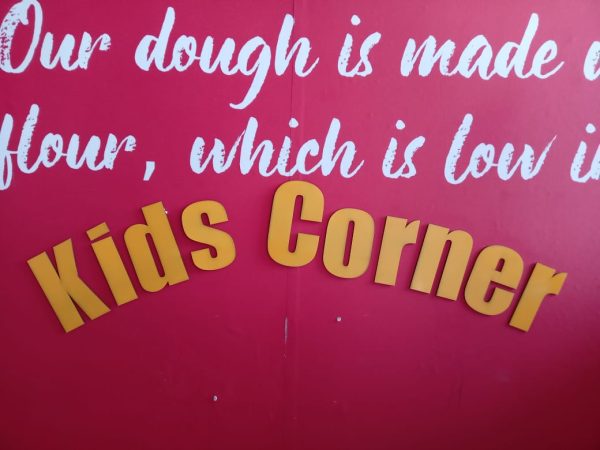 Our dough is made
flour, which is low
Kids Corner